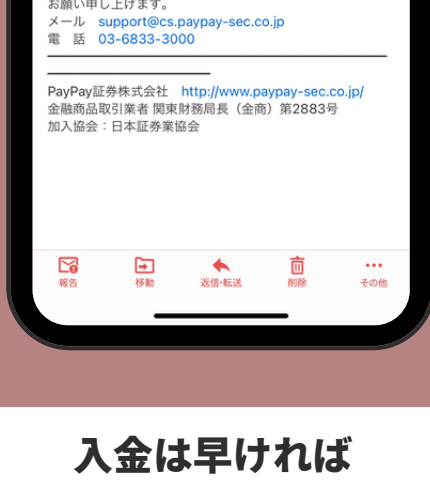 お願い申し上げます。
メール support@cs.paypay-sec.co.jp
電 話 03-6833-3000
PayPay証券株式会社 http://www.paypay-sec.co.jp/
金融商品取引業者 関東財務局長（金商）第2883号
加入協会：日本証券業協会
報告 移動 返信・転送 削除 その他
入金は早ければ